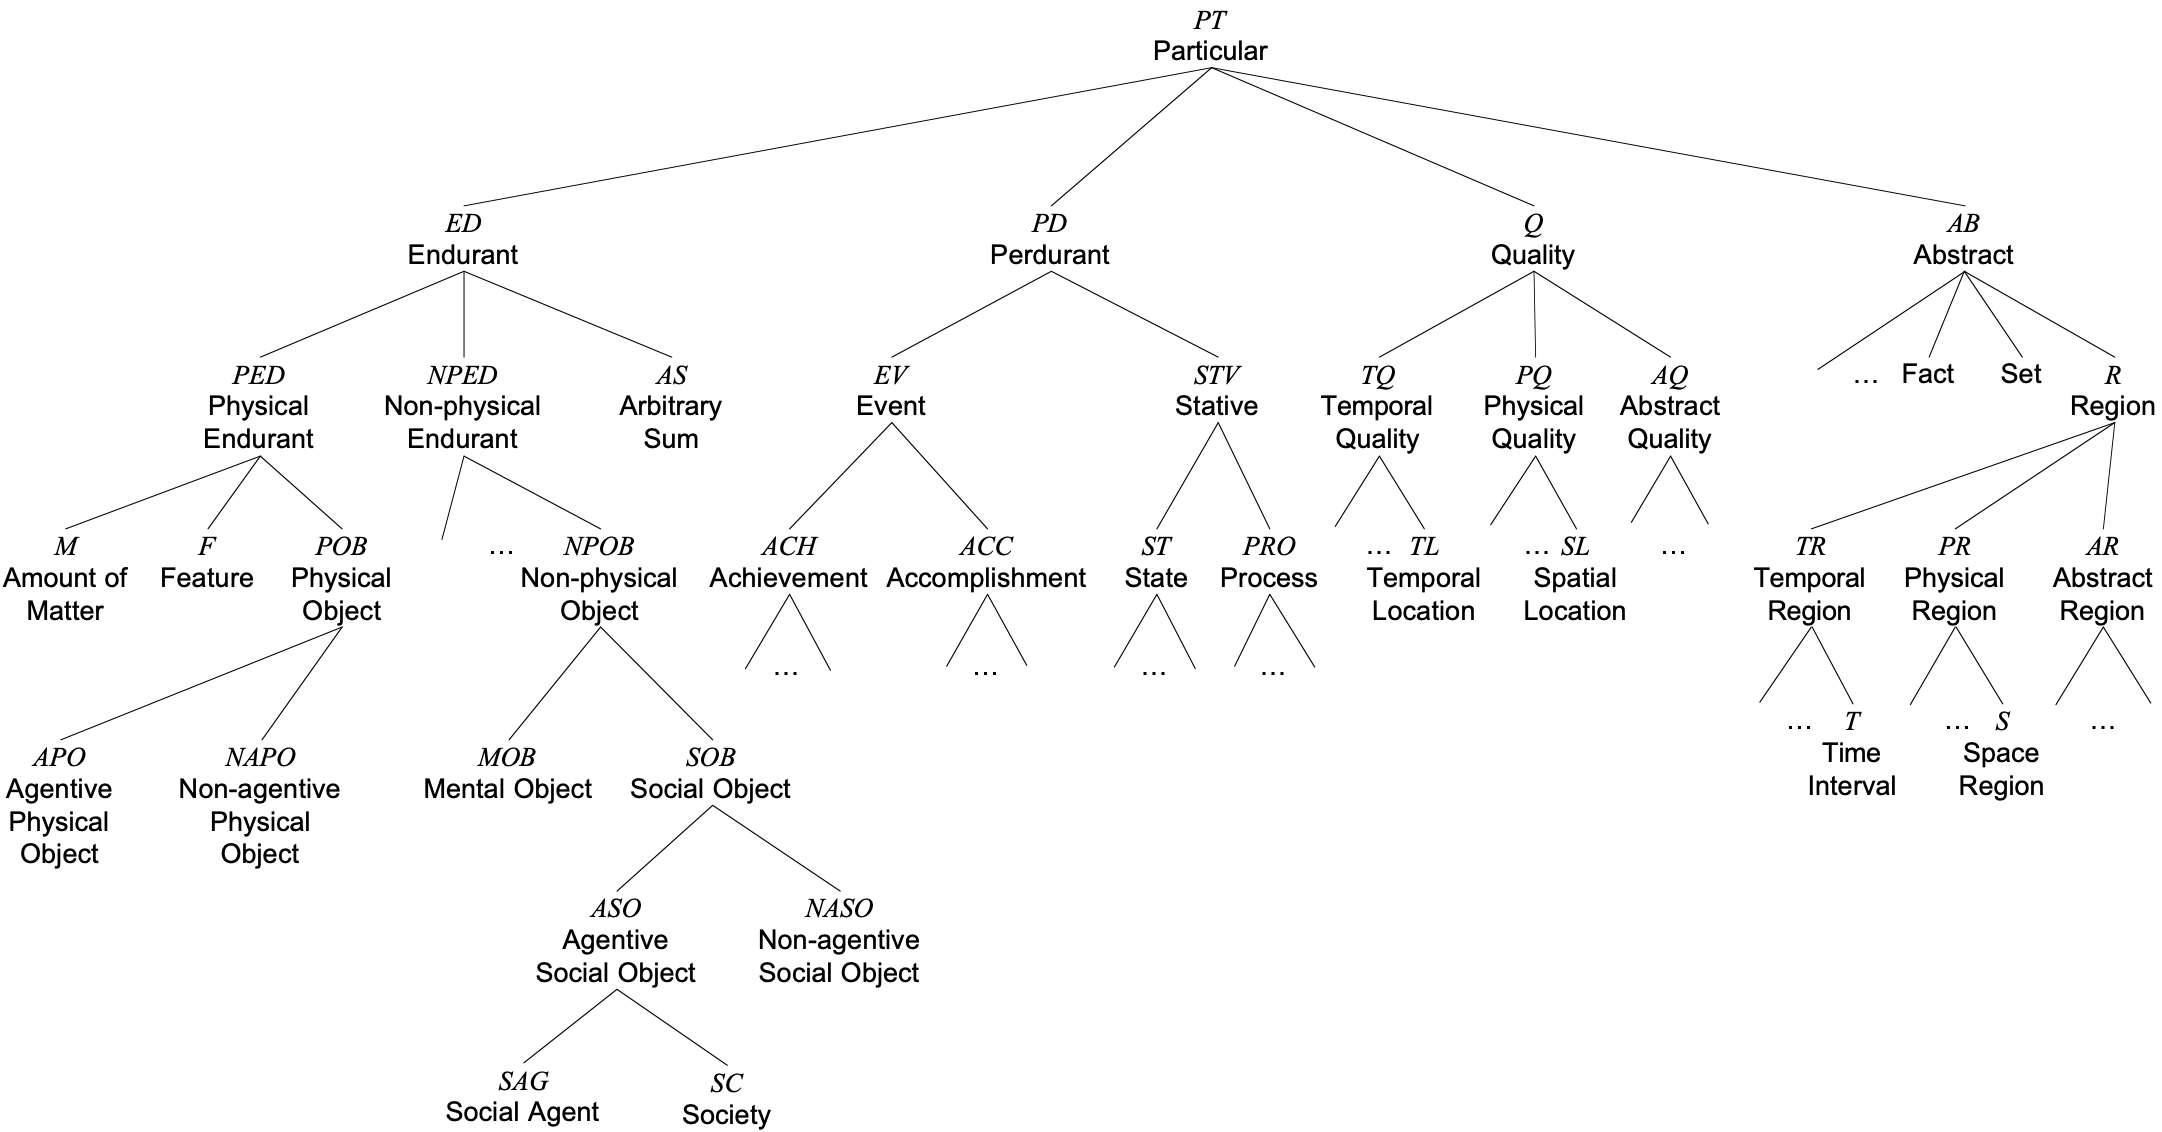 PT
Particular
ED PD Q AB
Endurant Perdurant Quality Abstract
PED NPED AS EV STV TQ PQ AQ … Fact Set R
Physical Non-physical Arbitrary Event Stative Temporal Physical Abstract Region
Endurant Endurant Sum Quality Quality Quality
M F POB … NPOB ACH ACC ST PRO … TL … SL … TR PR AR
Amount of Feature Physical Non-physical Achievement Accomplishment State Process Temporal Spatial Temporal Physical Abstract
Matter Object Object Location Location Region Region Region
… … … …
… T … S …
Time Space
Interval Region
APO NAPO MOB SOB
Agentive Non-agentive Mental Object Social Object
Physical Physical
Object Object
ASO NASO
Agentive Non-agentive
Social Object Social Object
SAG SC
Social Agent Society